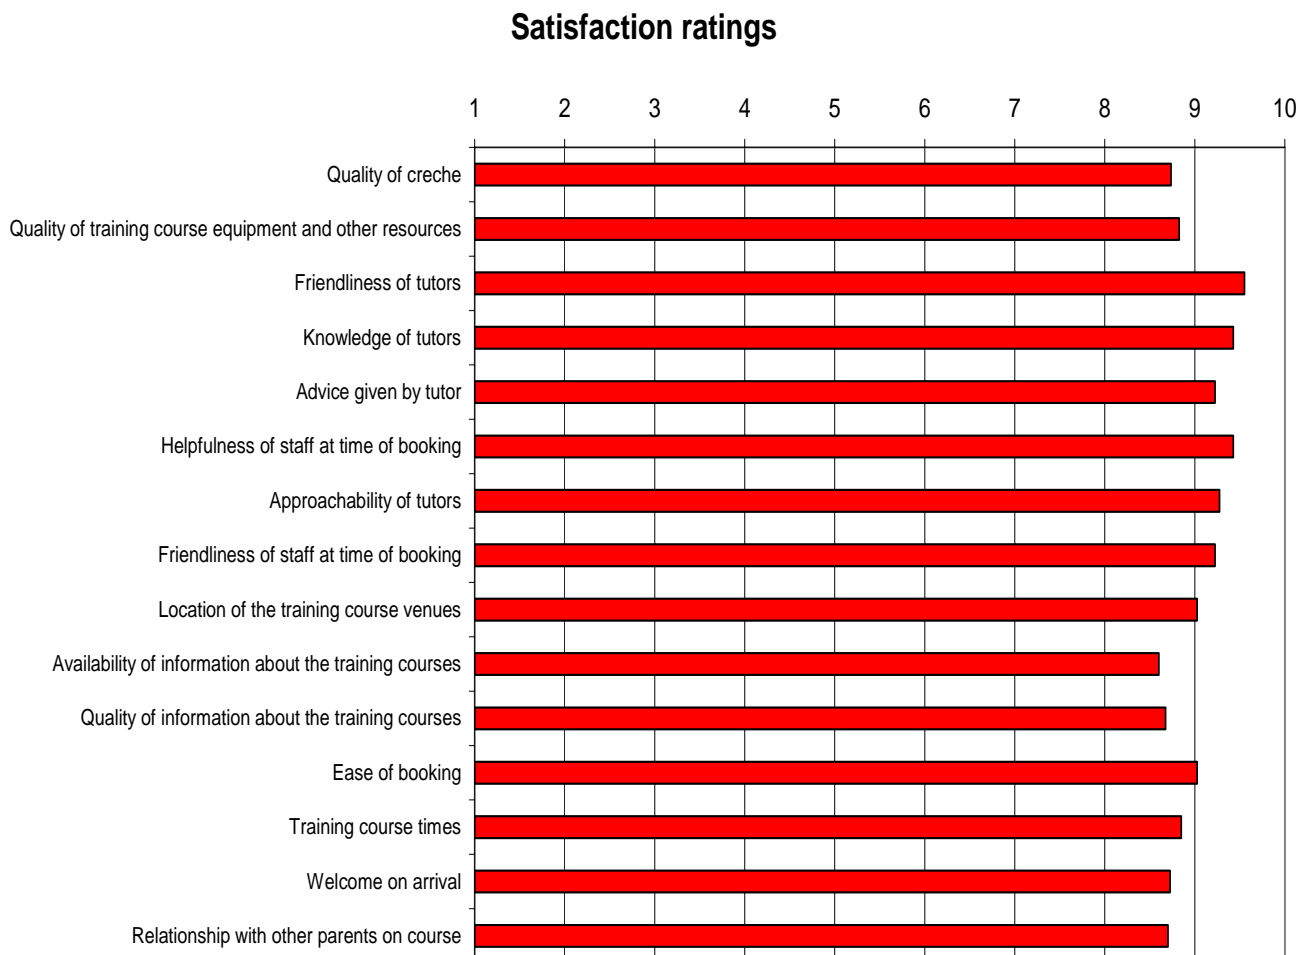 Satisfaction ratings
1 2 3 4 5 6 7 8 9 10
Quality of creche
Quality of training course equipment and other resources
Friendliness of tutors
Knowledge of tutors
Advice given by tutor
Helpfulness of staff at time of booking
Approachability of tutors
Friendliness of staff at time of booking
Location of the training course venues
Availability of information about the training courses
Quality of information about the training courses
Ease of booking
Training course times
Welcome on arrival
Relationship with other parents on course